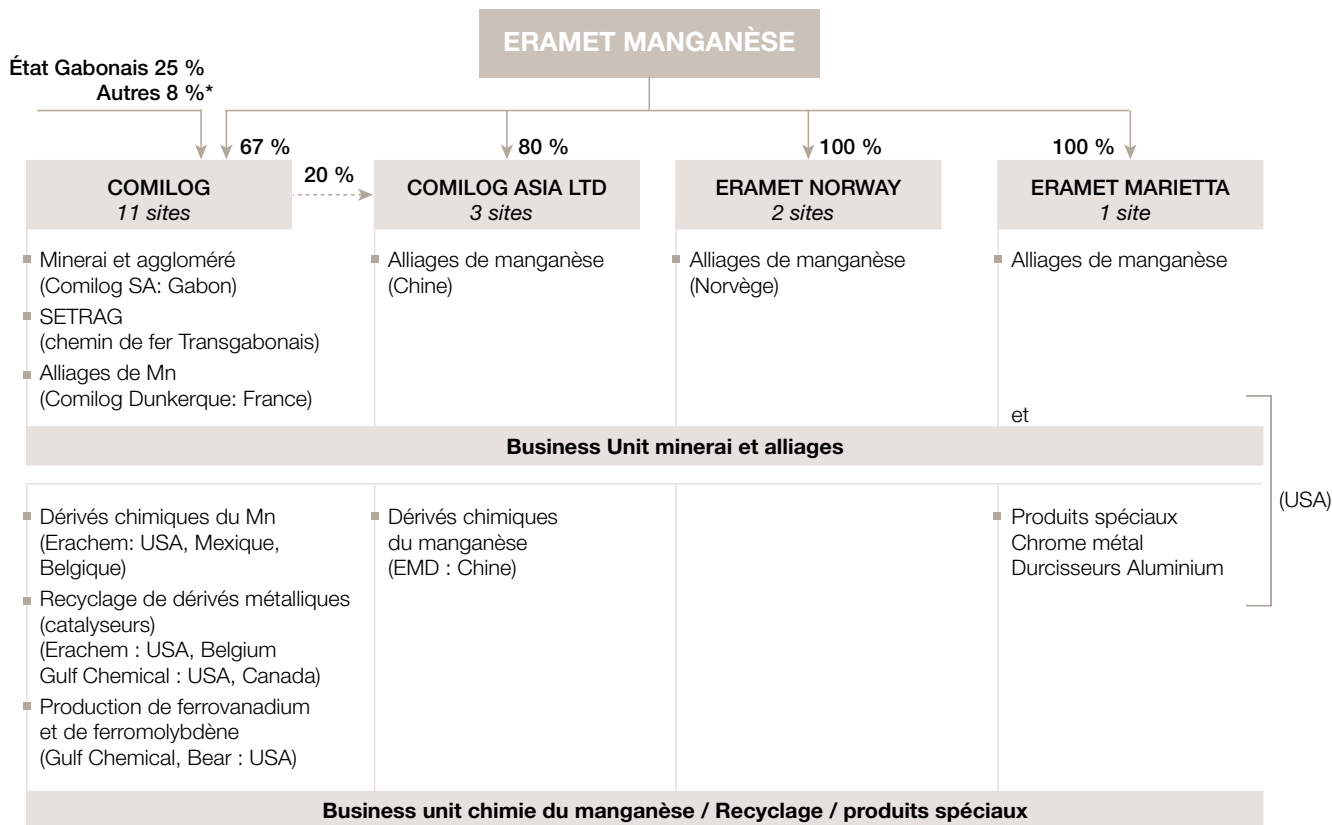 ERAMET MANGANÈSE
État Gabonais 25 %
Autres 8 %*
67 %
80 %
100 %
100 %
20 %
COMILOG
11 sites
COMILOG ASIA LTD
3 sites
ERAMET NORWAY
2 sites
ERAMET MARIETTA
1 site
Minerai et aggloméré
(Comilog SA: Gabon)
SETRAG
(chemin de fer Transgabonais)
Alliages de Mn
(Comilog Dunkerque: France)
Alliages de manganèse
(Chine)
Alliages de manganèse
(Norvège)
Alliages de manganèse
et
Business Unit minerai et alliages
(USA)
Dérivés chimiques du Mn
(Erachem: USA, Mexique,
Belgique)
Recyclage de dérivés métalliques
(catalyseurs)
(Erachem : USA, Belgium
Gulf Chemical : USA, Canada)
Production de ferrovanadium
et de ferromolybdène
(Gulf Chemical, Bear : USA)
Dérivés chimiques
du manganèse
(EMD : Chine)
Produits spéciaux
Chrome métal
Durcisseurs Aluminium
Business unit chimie du manganèse / Recyclage / produits spéciaux